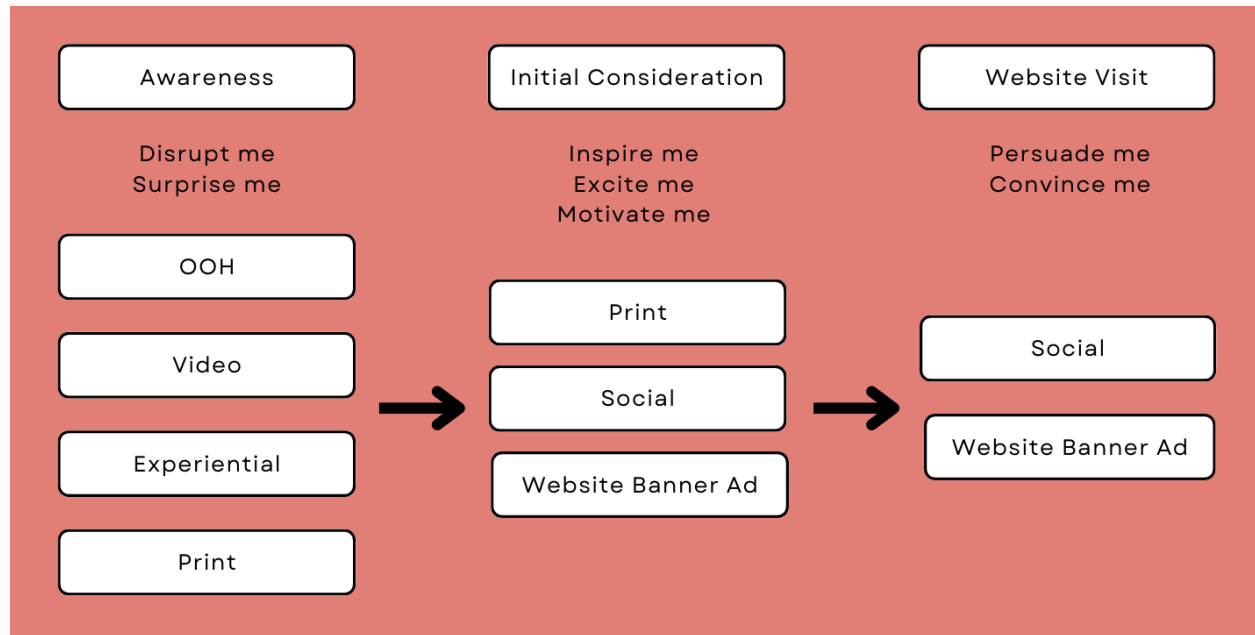 Awareness
Disrupt me
Surprise me
OOH
Video
Experiential
Print
Initial Consideration
Inspire me
Excite me
Motivate me
Print
Social
Website Banner Ad
Website Visit
Persuade me
Convince me
Social
Website Banner Ad